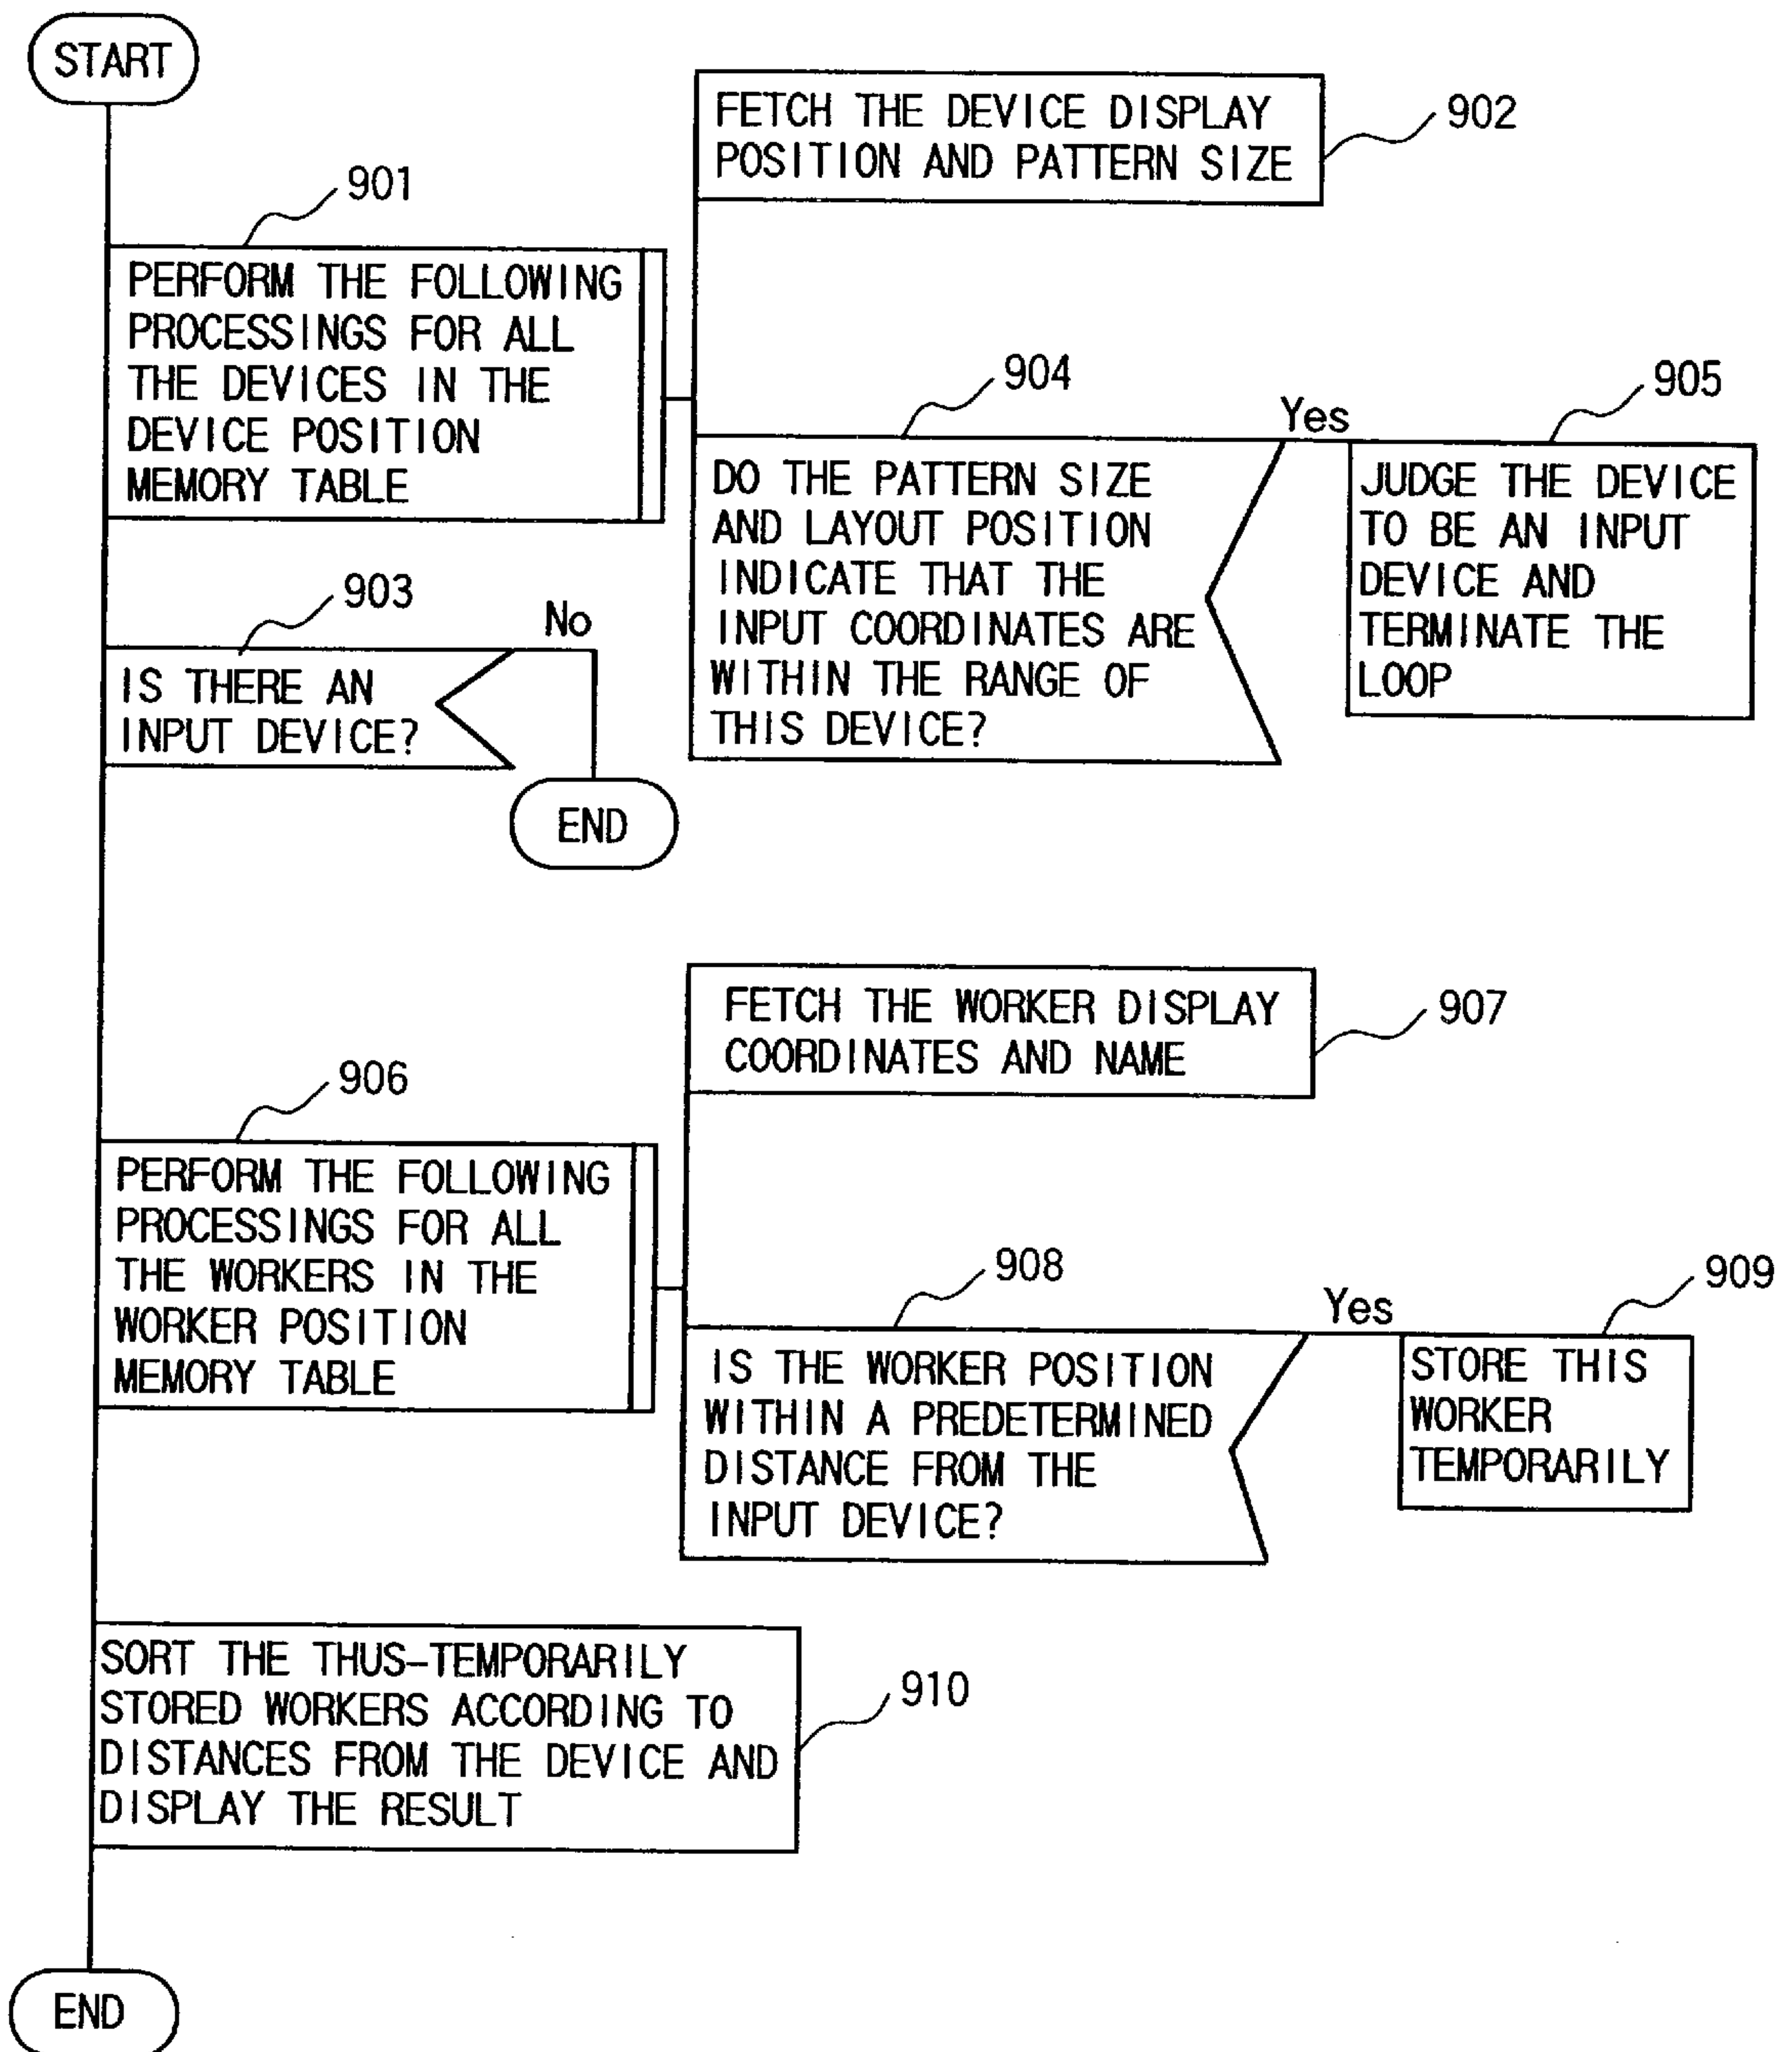 START
901
PERFORM THE FOLLOWING
PROCESSINGS FOR ALL
THE DEVICES IN THE
DEVICE POSITION
MEMORY TABLE
FETCH THE DEVICE DISPLAY
POSITION AND PATTERN SIZE
902
904
DO THE PATTERN SIZE
AND LAYOUT POSITION
INDICATE THAT THE
INPUT COORDINATES ARE
WITHIN THE RANGE OF
THIS DEVICE?
Yes
905
JUDGE THE DEVICE
TO BE AN INPUT
DEVICE AND
TERMINATE THE
LOOP
903
No
IS THERE AN
INPUT DEVICE?
END
906
PERFORM THE FOLLOWING
PROCESSINGS FOR ALL
THE WORKERS IN THE
WORKER POSITION
MEMORY TABLE
FETCH THE WORKER DISPLAY
COORDINATES AND NAME
907
908
IS THE WORKER POSITION
WITHIN A PREDETERMINED
DISTANCE FROM THE
INPUT DEVICE?
Yes
909
STORE THIS
WORKER
TEMPORARILY
SORT THE THUS-TEMPORARILY
STORED WORKERS ACCORDING TO
DISTANCES FROM THE DEVICE AND
DISPLAY THE RESULT
910
END